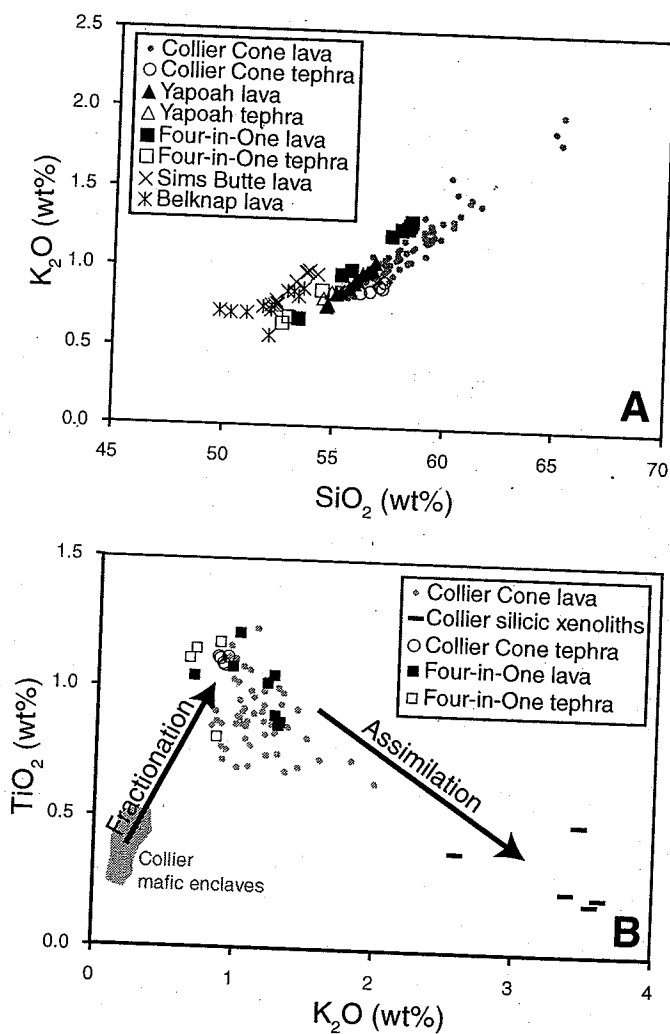 2.5
2.0
1.5
1.0
0.5
0.0
K₂O (wt%)
Collier Cone lava
Collier Cone tephra
Yapoah lava
Yapoah tephra
Four-in-One lava
Four-in-One tephra
Sims Butte lava
Belknap lava
A
45 50 55 60 65 70
SiO₂ (wt%)
1.5
1.0
0.5
0.0
TiO₂ (wt%)
Collier Cone lava
Collier silicic xenoliths
Collier Cone tephra
Four-in-One lava
Four-in-One tephra
Fractionation
Assimilation
Collier
mafic enclaves
B
0 1 2 3 4
K₂O (wt%)